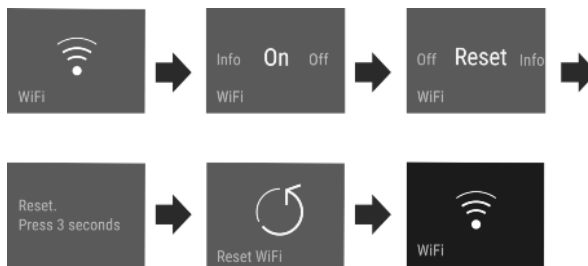 WiFi
Info On Off
WiFi
Off Reset Info
WiFi
Reset.
Press 3 seconds
Reset WiFi
WiFi